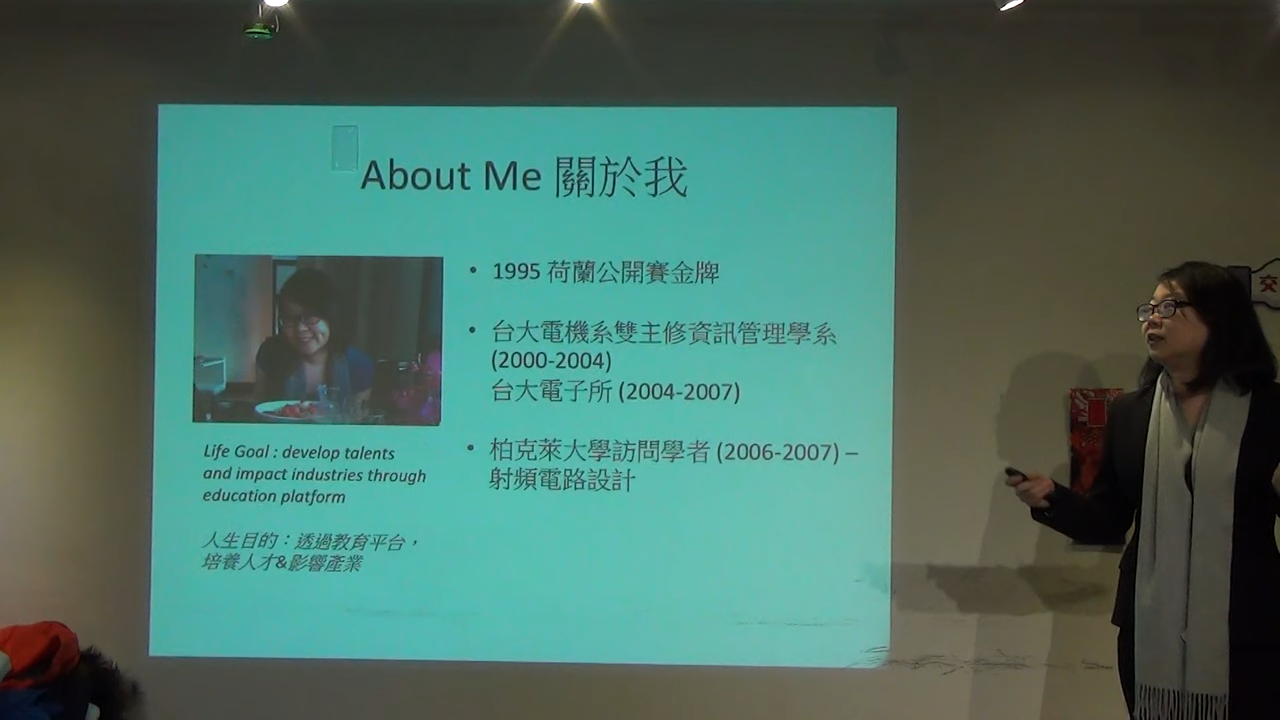 About Me 關於我
• 1995 荷蘭公開賽金牌
• 台大電機系雙主修資訊管理學系
(2000-2004)
台大電子所 (2004-2007)
• 柏克萊大學訪問學者 (2006-2007) –
射頻電路設計
Life Goal : develop talents
and impact industries through
education platform
人生目的：透過教育平台，
培養人才&影響產業
交